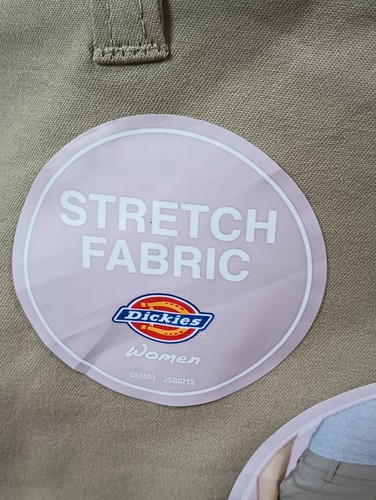 STRETCH
FABRIC
Dickies®
Women
DS1093 JSB0713